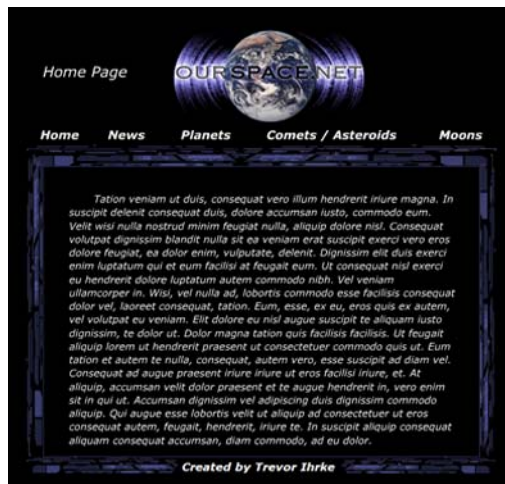 Home Page
OURSPACE.NET
Home News Planets Comets / Asteroids Moons
Tation veniam ut duis, consequat vero illum hendrerit iriure magna. In
suscipit delenit consequat duis, dolore accumsan iusto, commodo eum.
Velit wisi nulla nostrud minim feugiat nulla, aliquip dolore nisl. Consequat
volutpat dignissim blandit nulla sit ea veniam erat suscipit exerci vero eros
dolore feugiat, ea dolor enim, vulputate, delenit. Dignissim elit duis exerci
enim luptatum qui et eum facilisi at feugait eum. Ut consequat nisl exerci
eu hendrerit dolore luptatum autem commodo nibh. Vel veniam
ullamcorper in. Wisi, vel nulla ad, lobortis commodo esse facilisis consequat
dolor vel, laoreet consequat, tation. Eum, esse, ex eu, eros quis ex autem,
vel volutpat eu veniam. Elit dolore eu nisl augue suscipit te aliquam iusto
dignissim, te dolor ut. Dolor magna tation quis facilisis facilisis. Ut feugait
aliquip lorem ut hendrerit praesent ut consectetuer commodo quis ut. Eum
tation et autem te nulla, consequat, autem vero, esse suscipit ad diam vel.
Consequat ad augue praesent iriure iriure ut eros facilisi iriure, et. At
aliquip, accumsan velit dolor praesent et te augue hendrerit in, vero enim
sit in qui ut. Accumsan dignissim vel adipiscing duis dignissim commodo
aliquip. Qui augue esse lobortis velit ut aliquip ad consectetuer ut eros
consequat autem, feugait, hendrerit, iriure te. In suscipit aliquip consequat
aliquam consequat accumsan, diam commodo, ad eu dolor.
Created by Trevor Ihrke